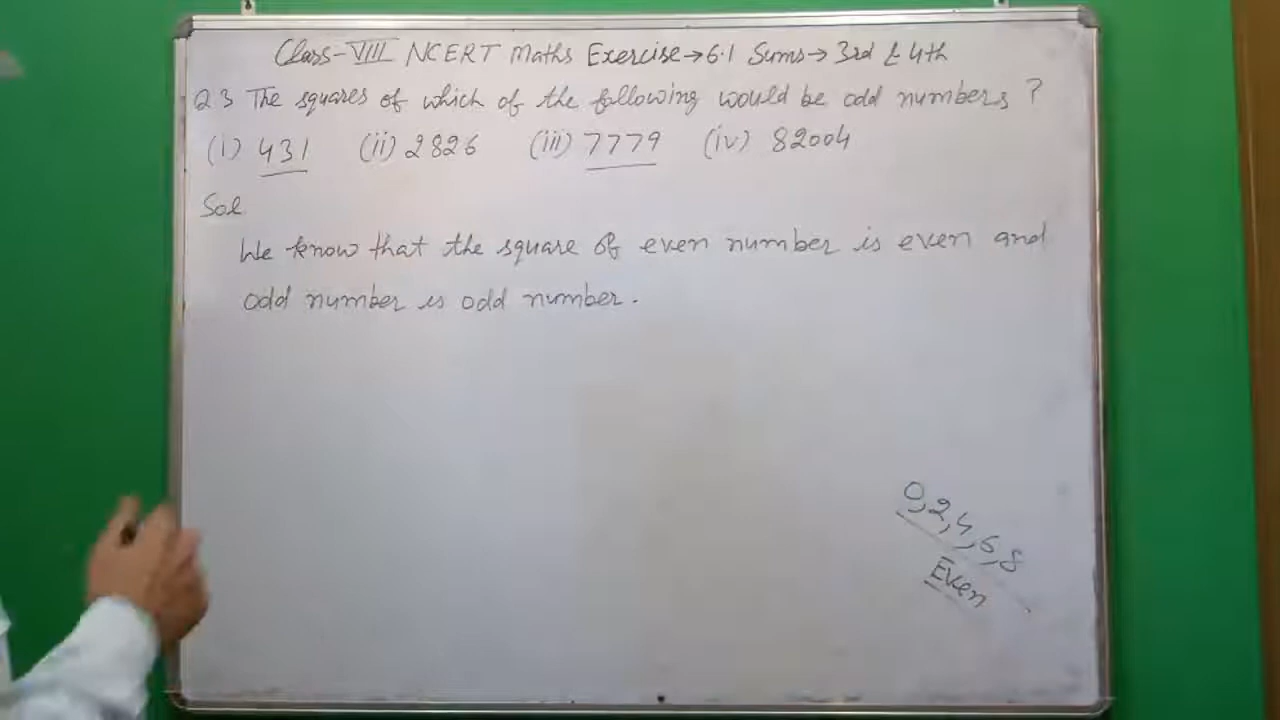 Class-VIII NCERT Maths Exercise→6.1 Sums→3rd & 4th
Q3 The squares of which of the following would be odd numbers ?
(i) 431 (ii) 2826 (iii) 7779 (iv) 82004
Sol
We know that the square of even number is even and
odd number is odd number.
0,2,4,6,8
Even